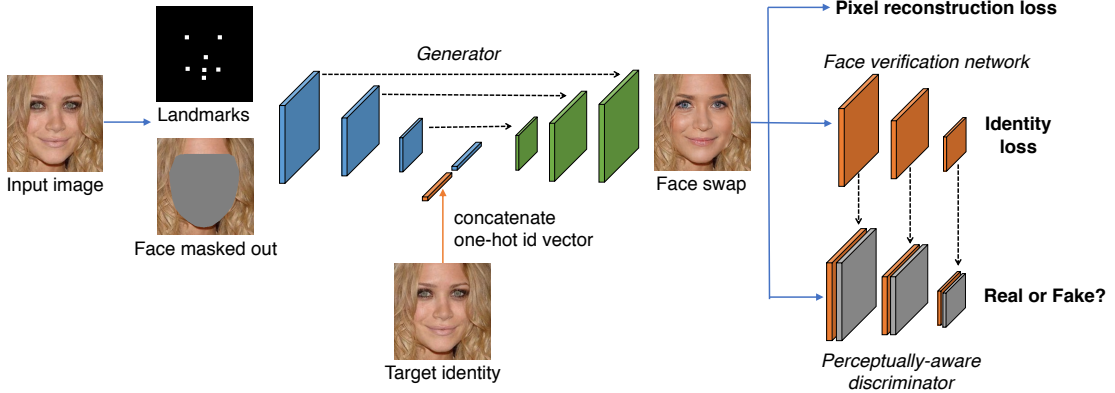 Pixel reconstruction loss
Generator
Face verification network
Landmarks
Identity
loss
Input image
Face swap
concatenate
one-hot id vector
Face masked out
Real or Fake?
Target identity
Perceptually-aware
discriminator